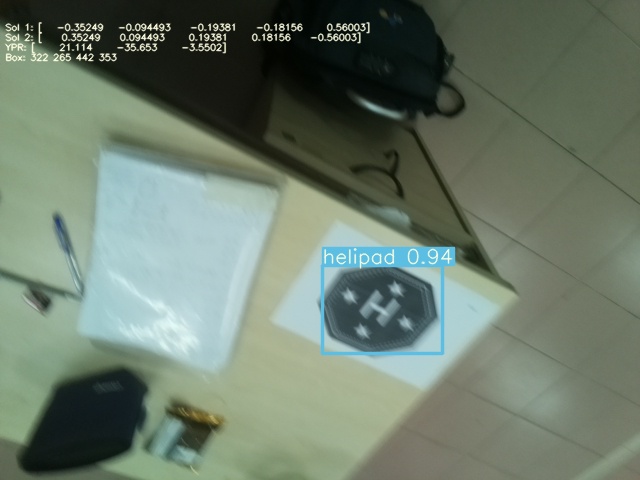 Sol 1: [ -0.35249 -0.094493 -0.19381 -0.18156 0.56003]
Sol 2: [ 0.35249 0.094493 0.19381 0.18156 -0.56003]
YPR: [ 21.114 -35.653 -3.5502]
Box: 322 265 442 353
helipad 0.94
H